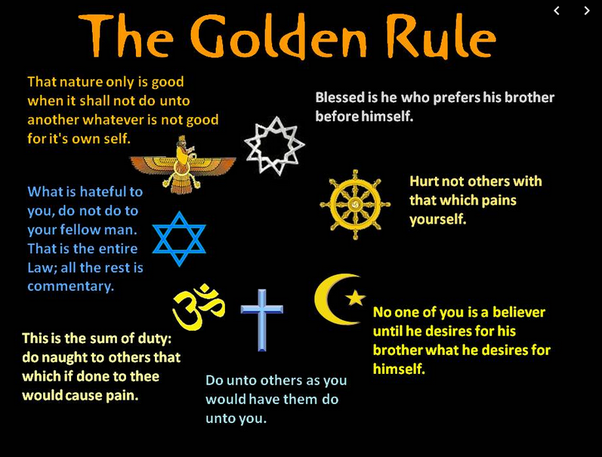 The Golden Rule
That nature only is good
when it shall not do unto
another whatever is not good
for it's own self.
Blessed is he who prefers his brother
before himself.
Hurt not others with
that which pains
yourself.
What is hateful to
you, do not do to
your fellow man.
That is the entire
Law; all the rest is
commentary.
No one of you is a believer
until he desires for his
brother what he desires for
himself.
This is the sum of duty:
do naught to others that
which if done to thee
would cause pain.
Do unto others as you
would have them do
unto you.